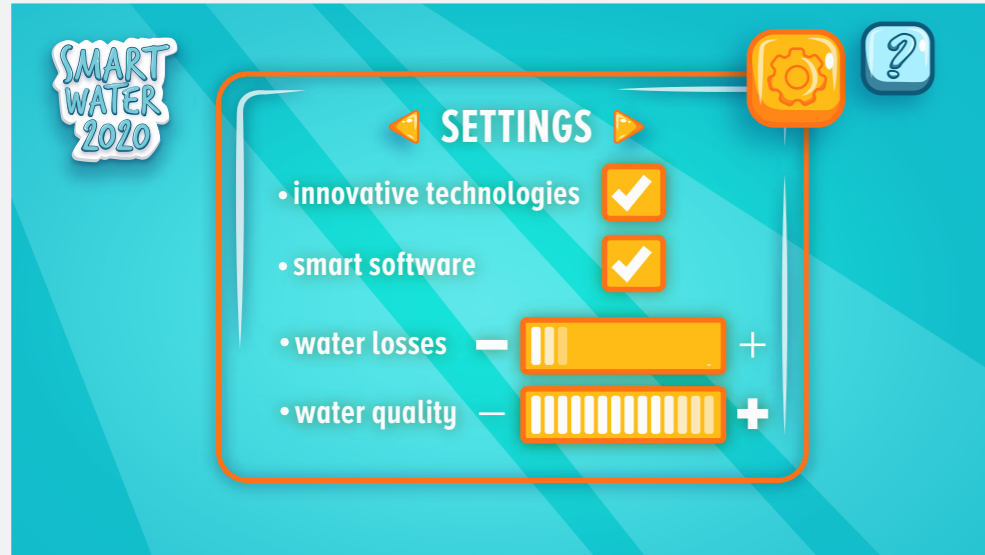 SMART
WATER
2020
?
SETTINGS
• innovative technologies
• smart software
• water losses − +
• water quality − +